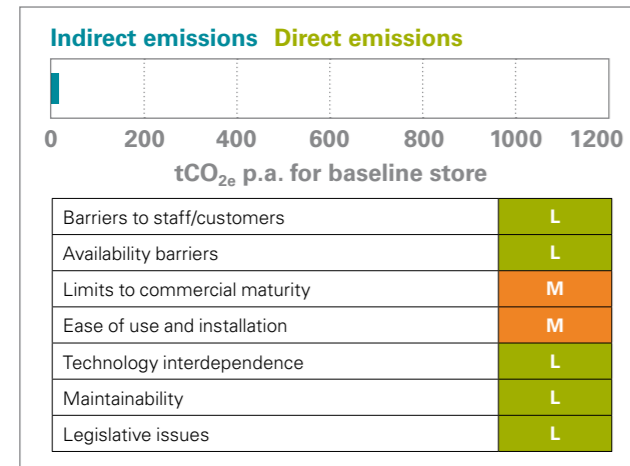 Indirect emissions Direct emissions
0 200 400 600 800 1000 1200
tCO2e p.a. for baseline store
Barriers to staff/customers L
Availability barriers L
Limits to commercial maturity M
Ease of use and installation M
Technology interdependence L
Maintainability L
Legislative issues L